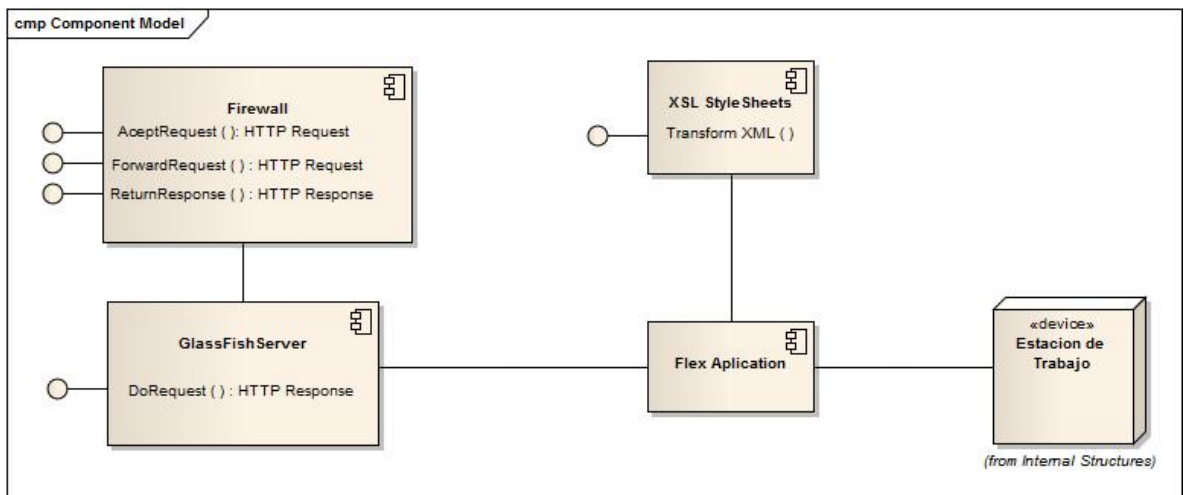 cmp Component Model
Firewall
AceptRequest ( ): HTTP Request
ForwardRequest ( ) : HTTP Request
ReturnResponse ( ) : HTTP Response
XSL StyleSheets
Transform XML ( )
GlassFishServer
DoRequest ( ) : HTTP Response
Flex Aplication
«device»
Estacion de
Trabajo
(from Internal Structures)